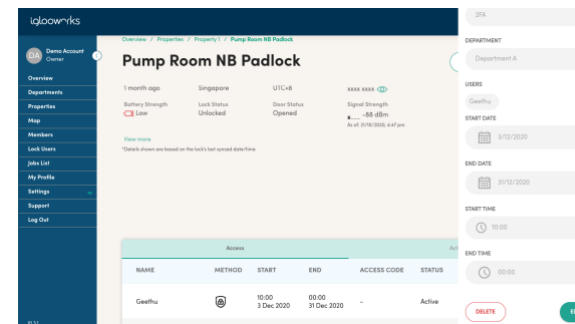 iglooworks
DA
Demo Account
Owner
Overview
Departments
Properties
Map
Members
Lock Users
Jobs List
My Profile
Settings
Support
Log Out
Overview / Properties / Property 1 / Pump Room NB Padlock
Pump Room NB Padlock
1 month ago
Singapore
UTC+8
xxxx xxxx
Battery Strength
Low
Lock Status
Unlocked
Door Status
Opened
Signal Strength
-88 dBm
View more
*Details shown are based on the lock's last synced date/time
Access
NAME METHOD START END ACCESS CODE STATUS
Geethu 10:00 3 Dec 2020 00:00 31 Dec 2020 - Active
2FA
DEPARTMENT
Department A
USERS
Geethu
START DATE
3/12/2020
END DATE
31/12/2020
START TIME
10:00
END TIME
00:00
DELETE